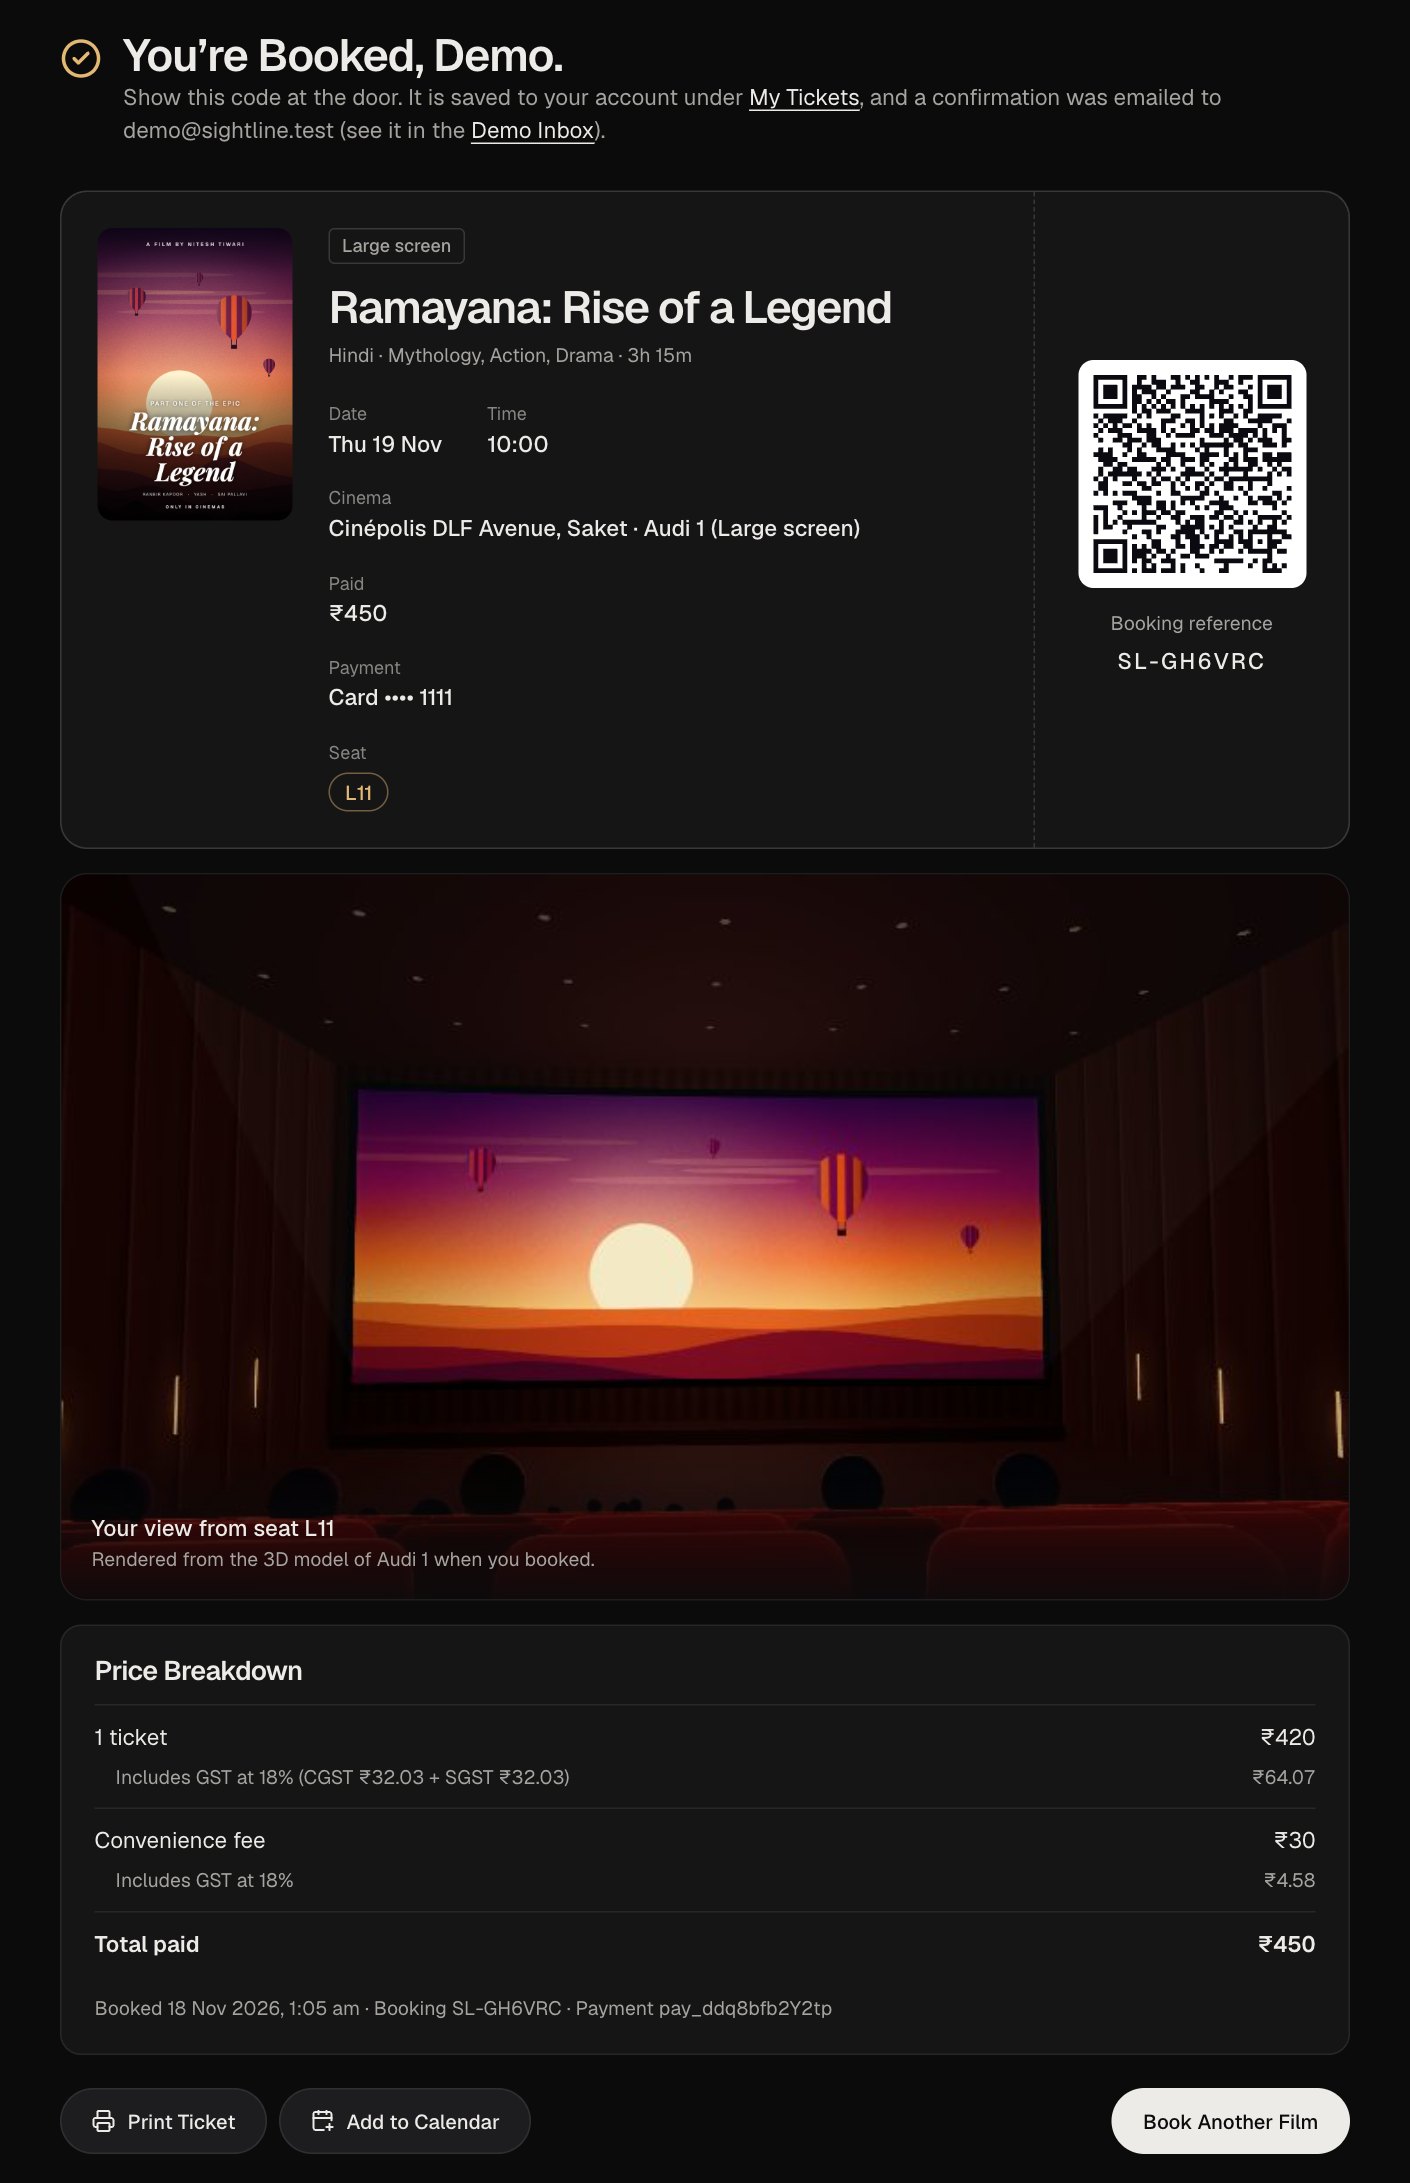 You’re Booked, Demo.
Show this code at the door. It is saved to your account under My Tickets, and a confirmation was emailed to
demo@sightline.test (see it in the Demo Inbox).
A FILM BY NITESH TIWARI
PART ONE OF THE EPIC
Ramayana:
Rise of a
Legend
RANBIR KAPOOR · YASH · SAI PALLAVI
ONLY IN CINEMAS
Large screen
Ramayana: Rise of a Legend
Hindi · Mythology, Action, Drama · 3h 15m
Date
Time
Thu 19 Nov
10:00
Cinema
Cinépolis DLF Avenue, Saket · Audi 1 (Large screen)
Paid
₹450
Payment
Card •••• 1111
Seat
L11
Booking reference
SL-GH6VRC
Your view from seat L11
Rendered from the 3D model of Audi 1 when you booked.
Price Breakdown
1 ticket ₹420
Includes GST at 18% (CGST ₹32.03 + SGST ₹32.03) ₹64.07
Convenience fee ₹30
Includes GST at 18% ₹4.58
Total paid ₹450
Booked 18 Nov 2026, 1:05 am · Booking SL-GH6VRC · Payment pay_ddq8bfb2Y2tp
Print Ticket
Add to Calendar
Book Another Film